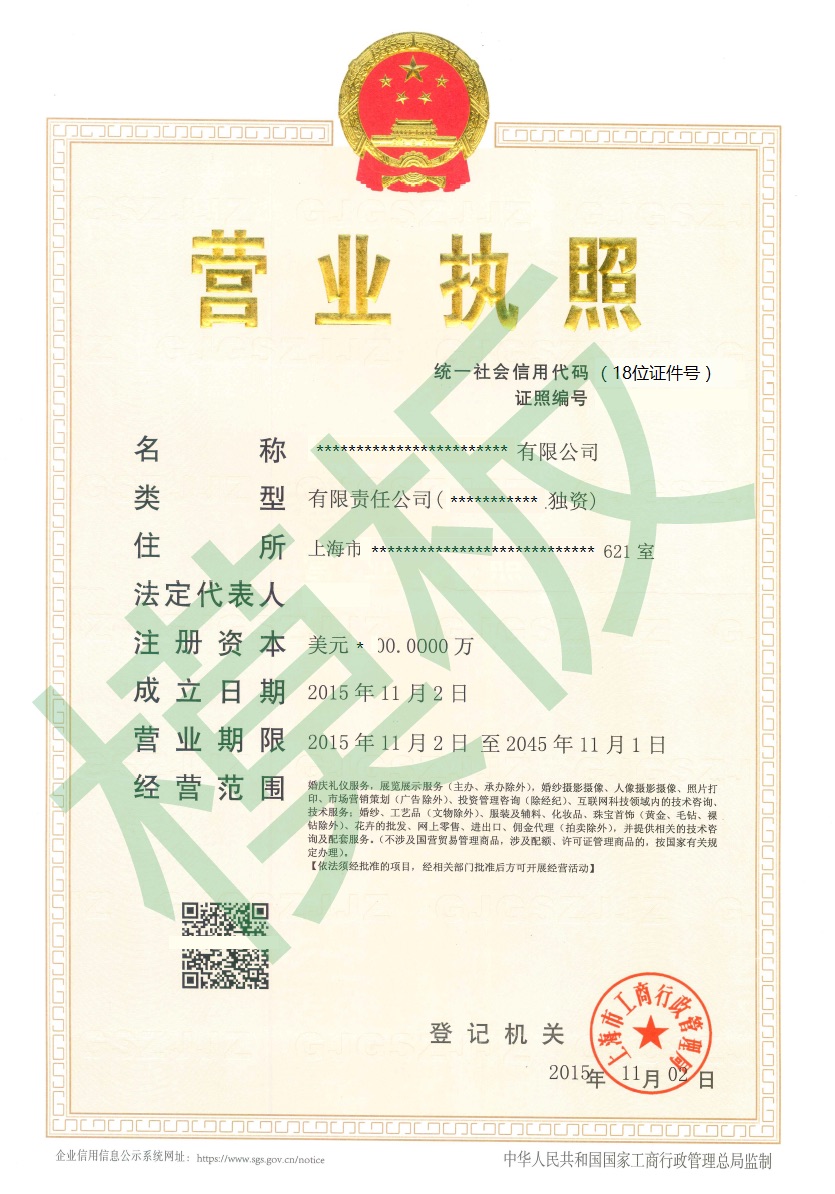 营业执照
统一社会信用代码 （18位证件号）
证照编号
名称 ************************ 有限公司
类型 有限责任公司( *********** 独资)
住所 上海市 **************************** 621 室
法定代表人
注册资本 美元 * 00.0000 万
成立日期 2015 年 11 月 2 日
营业期限 2015 年 11 月 2 日 至 2045 年 11 月 1 日
经营范围 婚庆礼仪服务，展览展示服务（主办、承办除外），婚纱摄影摄像、人像摄影摄像、照片打
印、市场营销策划（广告除外）、投资管理咨询（除经纪）、互联网科技领域内的技术咨询、
技术服务；婚纱、工艺品（文物除外）、服装及辅料、化妆品、珠宝首饰（黄金、毛钻、裸
钻除外）、花卉的批发、网上零售、进出口、佣金代理（拍卖除外），并提供相关的技术咨
询及配套服务。（不涉及国营贸易管理商品，涉及配额、许可证管理商品的，按国家有关规
定办理）。
【依法须经批准的项目，经相关部门批准后方可开展经营活动】
模板
登记机关
上海市工商行政管理局
2015年 11月 02 日
企业信用信息公示系统网址： https://www.sgs.gov.cn/notice
中华人民共和国国家工商行政管理总局监制